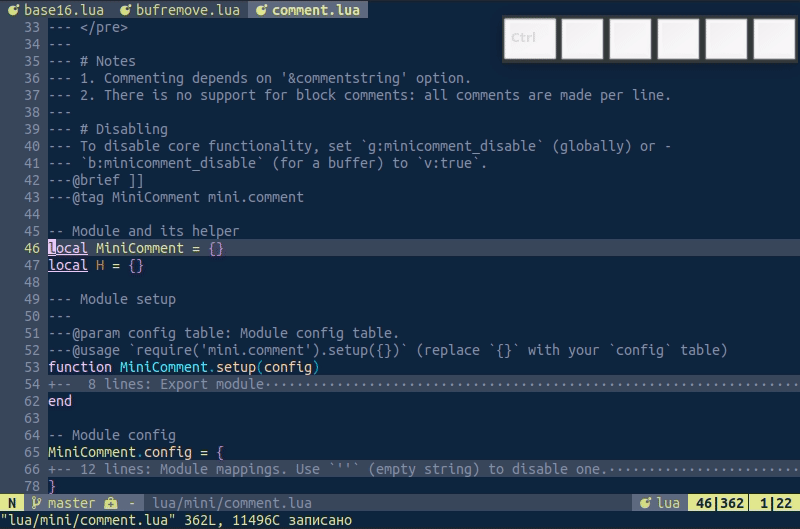 base16.lua bufremove.lua comment.lua
Ctrl
33 --- </pre>
34 ---
35 --- # Notes
36 --- 1. Commenting depends on '&commentstring' option.
37 --- 2. There is no support for block comments: all comments are made per line.
38 ---
39 --- # Disabling
40 --- To disable core functionality, set `g:minicomment_disable` (globally) or -
41 --- `b:minicomment_disable` (for a buffer) to `v:true`.
42 ---@brief ]]
43 ---@tag MiniComment mini.comment
44
45 -- Module and its helper
46 local MiniComment = {}
47 local H = {}
48
49 --- Module setup
50 ---
51 ---@param config table: Module config table.
52 ---@usage `require('mini.comment').setup({})` (replace `{}` with your `config` table)
53 function MiniComment.setup(config)
54 +--  8 lines: Export module································································
62 end
63
64 -- Module config
65 MiniComment.config = {
66 +-- 12 lines: Module mappings. Use `''` (empty string) to disable one.························
78 }
N master - lua/mini/comment.lua lua 46|362 1|22
"lua/mini/comment.lua" 362L, 11496C записано